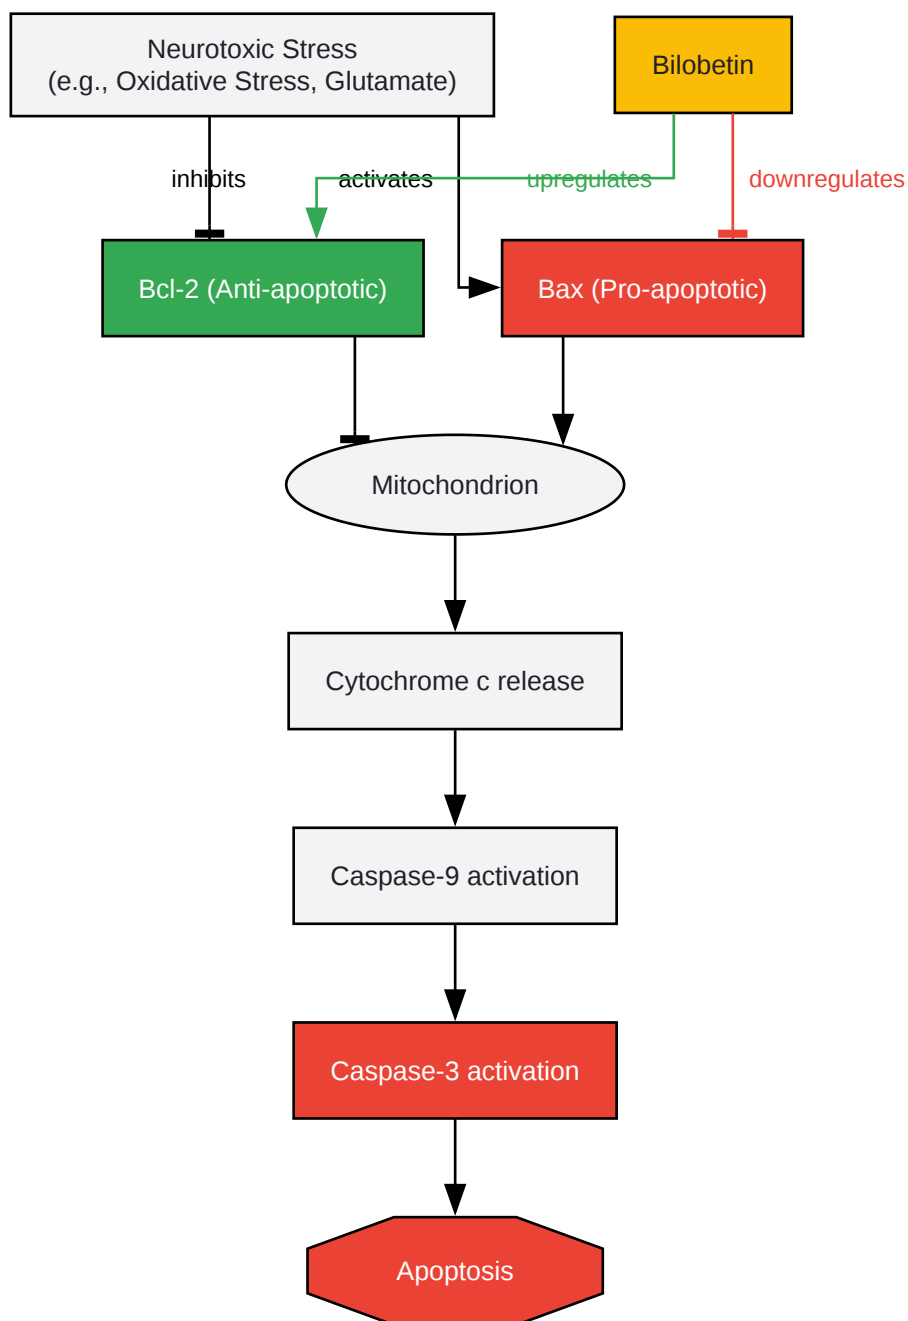 Neurotoxic Stress
(e.g., Oxidative Stress, Glutamate)
Bilobetin
inhibits
activates
upregulates
downregulates
Bcl-2 (Anti-apoptotic)
Bax (Pro-apoptotic)
Mitochondrion
Cytochrome c release
Caspase-9 activation
Caspase-3 activation
Apoptosis